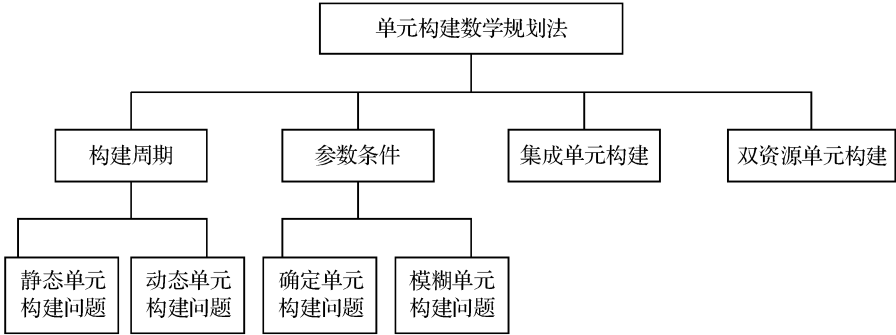 单元构建数学规划法
构建周期
参数条件
集成单元构建
双资源单元构建
静态单元
构建问题
动态单元
构建问题
确定单元
构建问题
模糊单元
构建问题